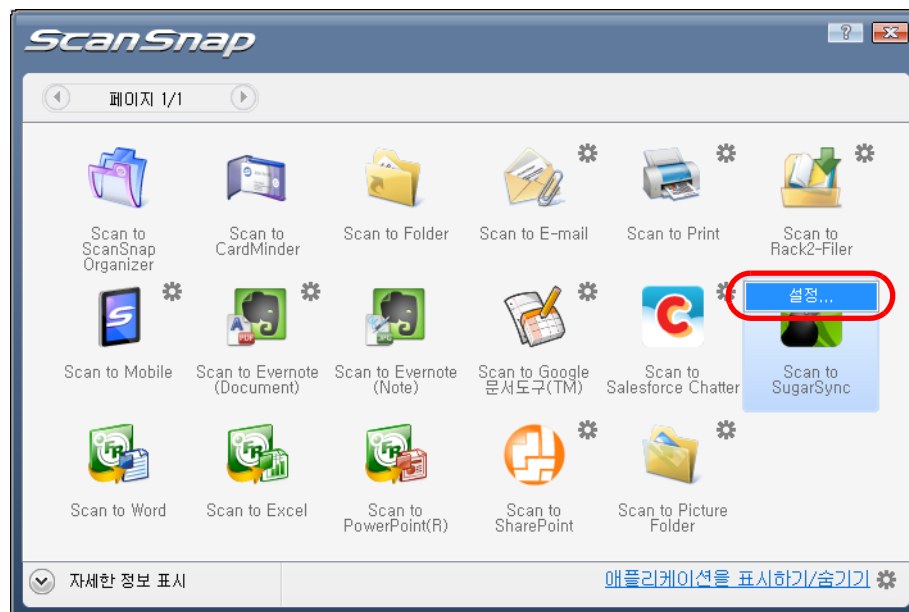 ScanSnap
?
페이지 1/1
Scan to
ScanSnap
Organizer
Scan to
CardMinder
Scan to Folder
Scan to E-mail
Scan to Print
Scan to
Rack2-Filer
설정...
Scan to Mobile
Scan to Evernote
(Document)
Scan to Evernote
(Note)
Scan to Google
문서도구(TM)
Scan to
Salesforce Chatter
Scan to
SugarSync
Scan to Word
Scan to Excel
Scan to
PowerPoint(R)
Scan to
SharePoint
Scan to Picture
Folder
자세한 정보 표시
애플리케이션을 표시하기/숨기기